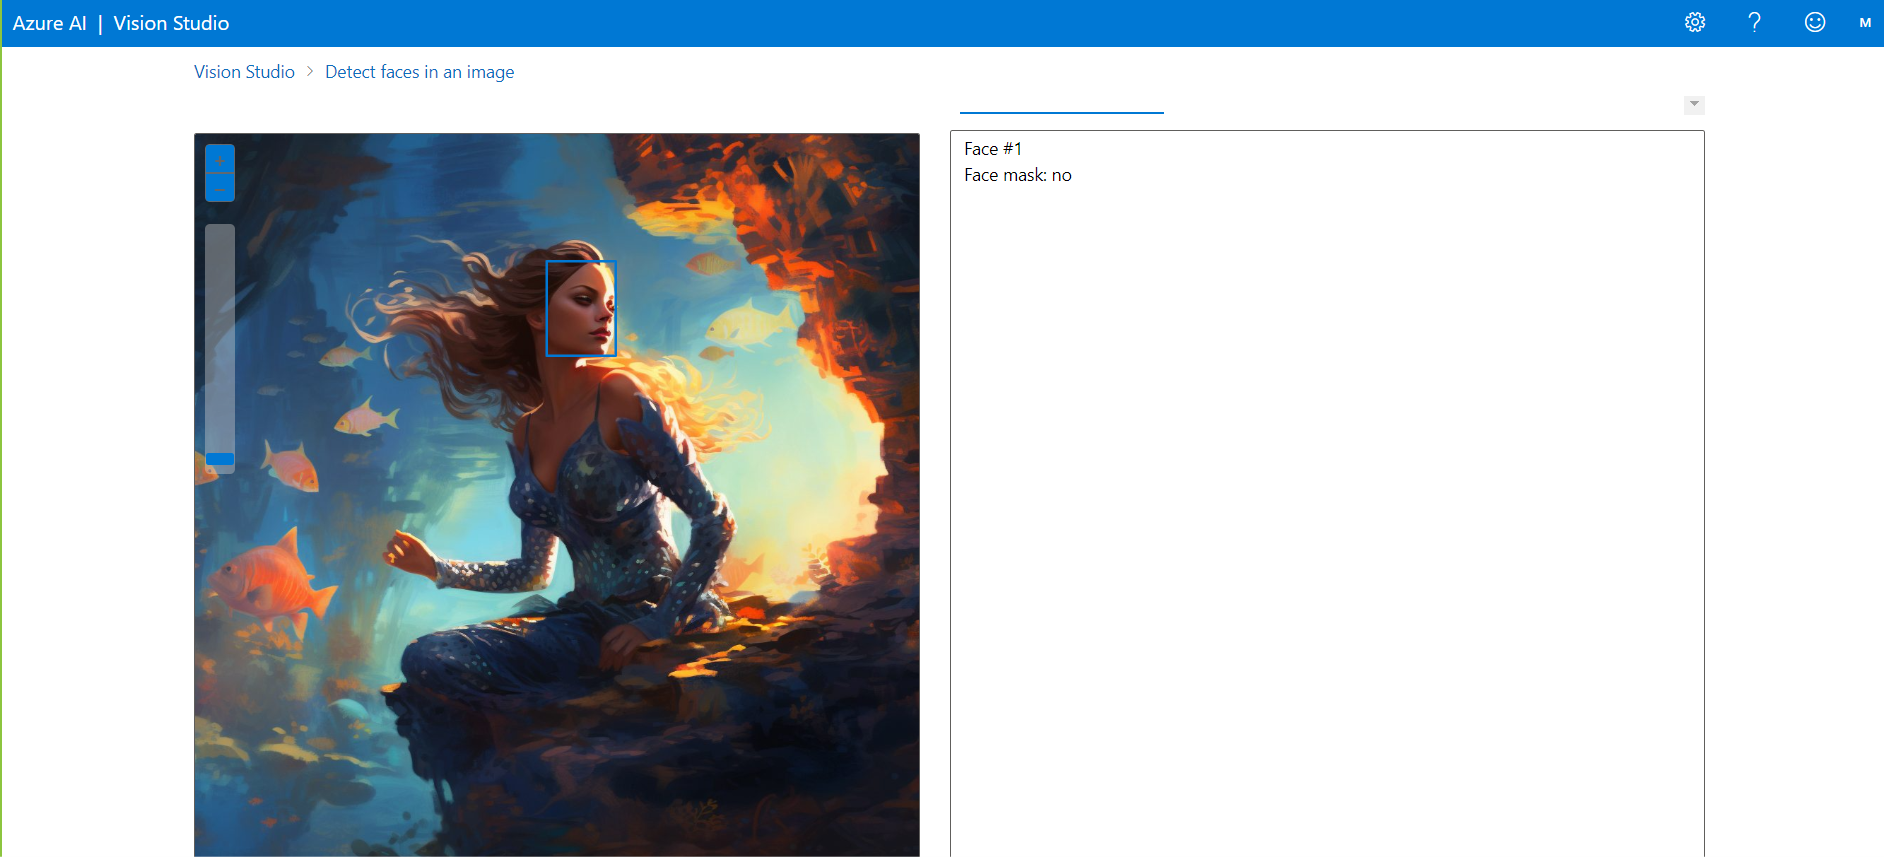 Azure AI | Vision Studio
M
Vision Studio > Detect faces in an image
Face #1
Face mask: no